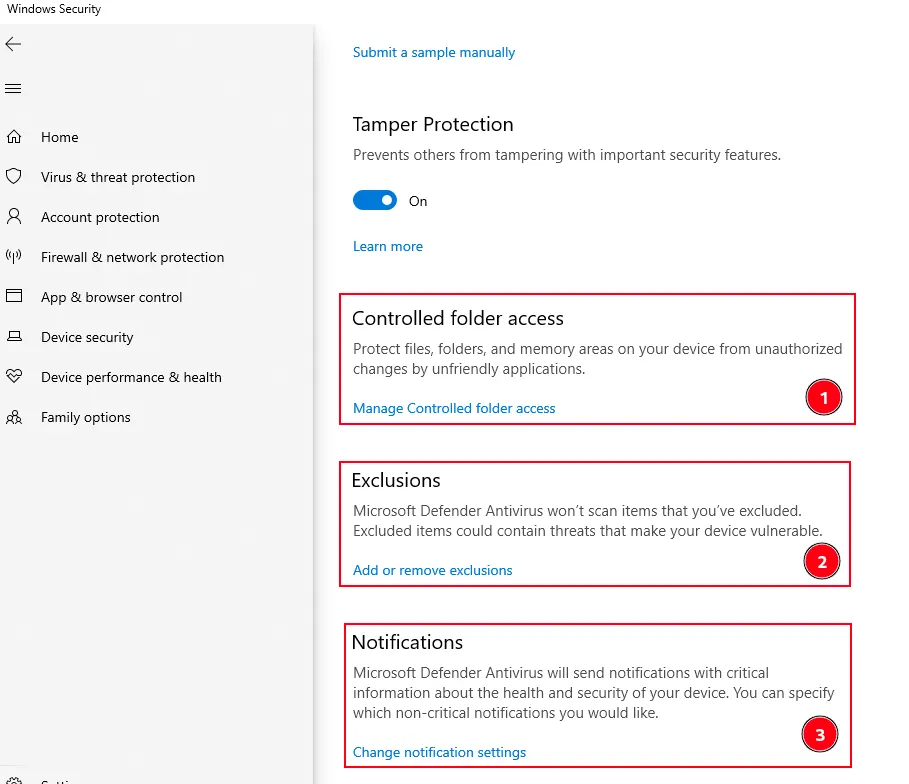 Windows Security
Home
Virus & threat protection
Account protection
Firewall & network protection
App & browser control
Device security
Device performance & health
Family options
Submit a sample manually
Tamper Protection
Prevents others from tampering with important security features.
On
Learn more
Controlled folder access
Protect files, folders, and memory areas on your device from unauthorized
changes by unfriendly applications.
Manage Controlled folder access
1
Exclusions
Microsoft Defender Antivirus won’t scan items that you’ve excluded.
Excluded items could contain threats that make your device vulnerable.
Add or remove exclusions
2
Notifications
Microsoft Defender Antivirus will send notifications with critical
information about the health and security of your device. You can specify
which non-critical notifications you would like.
Change notification settings
3